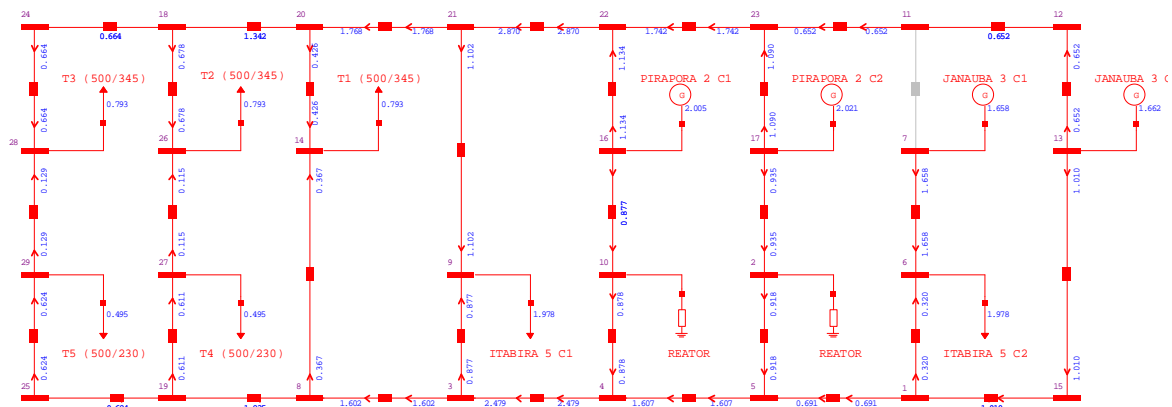 24 18 20 21 22 23 11 12
0.664 1.342 1.768 1.768 2.870 2.870 1.742 1.742 0.652 0.652 0.652
0.664 0.678 0.426 1.102 1.134 1.090 0.652
T3 (500/345) T2 (500/345) T1 (500/345) PIRAPORA 2 C1 PIRAPORA 2 C2 JANAUBA 3 C1 JANAUBA 3 C
G G G G
0.793 0.793 0.793 2.005 2.021 1.658 1.662
0.664 0.678 0.426 1.134 1.090 0.652
28 26 14 16 17 7 13
0.129 0.115 0.367 0.935 1.658 1.010
0.877
0.129 0.115 1.102 0.935 1.658
29 27 9 10 2 6
0.624 0.611 0.877 0.878 0.918 0.320
0.495 0.495 1.978 1.978
T5 (500/230) T4 (500/230) ITABIRA 5 C1 REATOR REATOR ITABIRA 5 C2
0.624 0.611 0.367 0.877 0.878 0.918 0.320 1.010
25 19 8 3 4 5 1 15
1.602 1.602 2.479 2.479 1.607 1.607 0.691 0.691